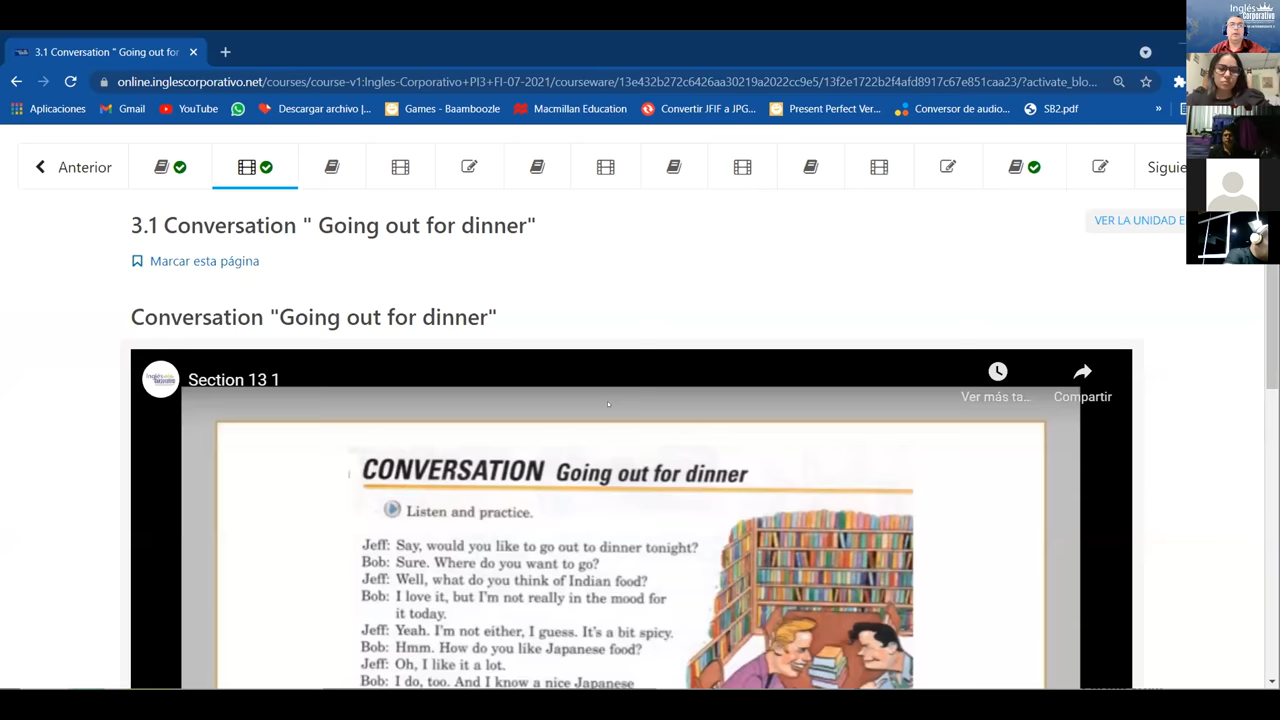 Inglés
Corporativo
3.1 Conversation " Going out for
online.inglescorporativo.net/courses/course-v1:Ingles-Corporativo+PI3+FI-07-2021/courseware/13e432b272c6426aa30219a2022cc9e5/13f2e1722b2f4afd8917c67e851caa23/?activate_blo...
Aplicaciones Gmail YouTube Descargar archivo |... Games - Baamboozle Macmillan Education Convertir JFIF a JPG... Present Perfect Ver... Conversor de audio... SB2.pdf »
Anterior Siguie
3.1 Conversation " Going out for dinner"
VER LA UNIDAD E
Marcar esta página
Conversation "Going out for dinner"
Section 13 1
Ver más ta... Compartir
CONVERSATION Going out for dinner
Listen and practice.
Jeff: Say, would you like to go out to dinner tonight?
Bob: Sure. Where do you want to go?
Jeff: Well, what do you think of Indian food?
Bob: I love it, but I'm not really in the mood for
it today.
Jeff: Yeah. I'm not either, I guess. It's a bit spicy.
Bob: Hmm. How do you like Japanese food?
Jeff: Oh, I like it a lot.
Bob: I do, too. And I know a nice Japanese